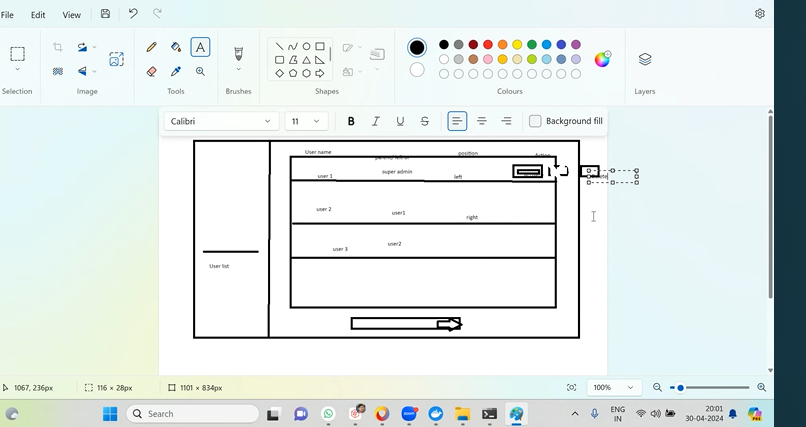 File Edit View
Selection Image Tools Brushes Shapes Colours Layers
Calibri 11 B I U S Background fill
User name position Action
user 1 super admin left
user 2 user1 right
user 3 user2
User list
1067, 236px 116 × 28px 1101 × 834px 100%
Search ENG 20:01
IN 30-04-2024